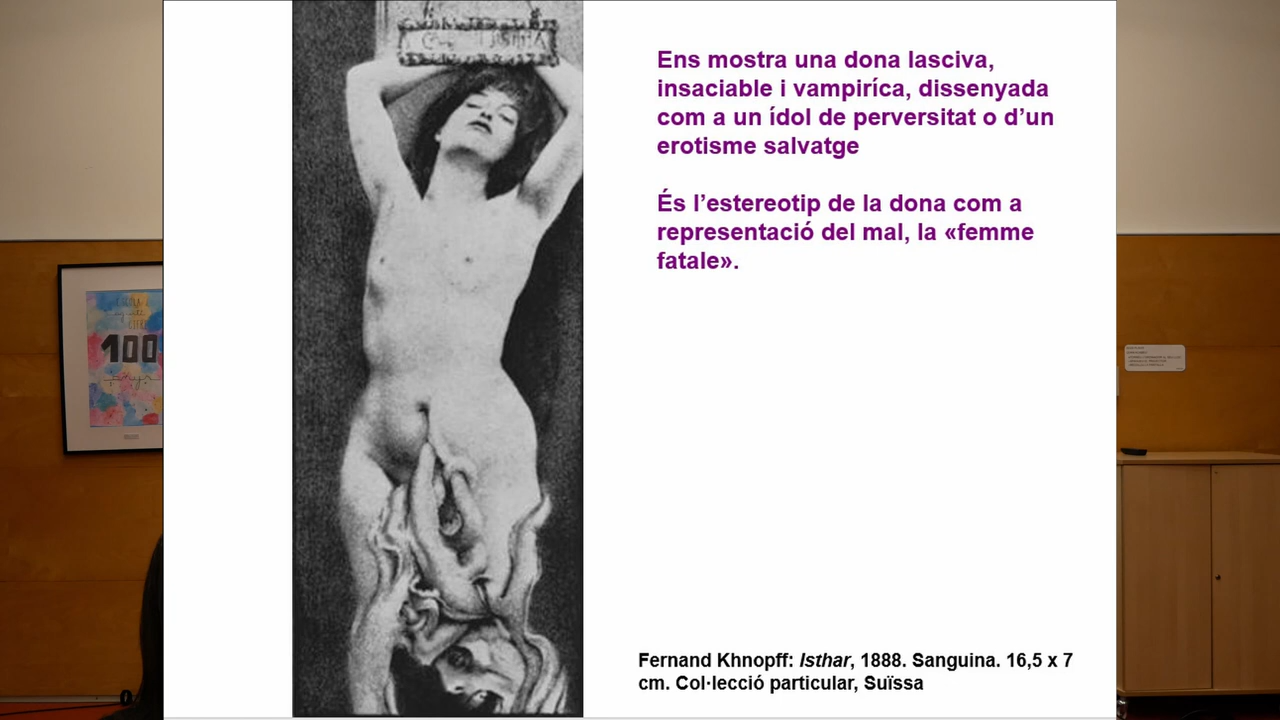 Ens mostra una dona lasciva,
insaciable i vampiríca, dissenyada
com a un ídol de perversitat o d’un
erotisme salvatge
És l’estereotip de la dona com a
representació del mal, la «femme
fatale».
100
Fernand Khnopff: Isthar, 1888. Sanguina. 16,5 x 7
cm. Col·lecció particular, Suïssa